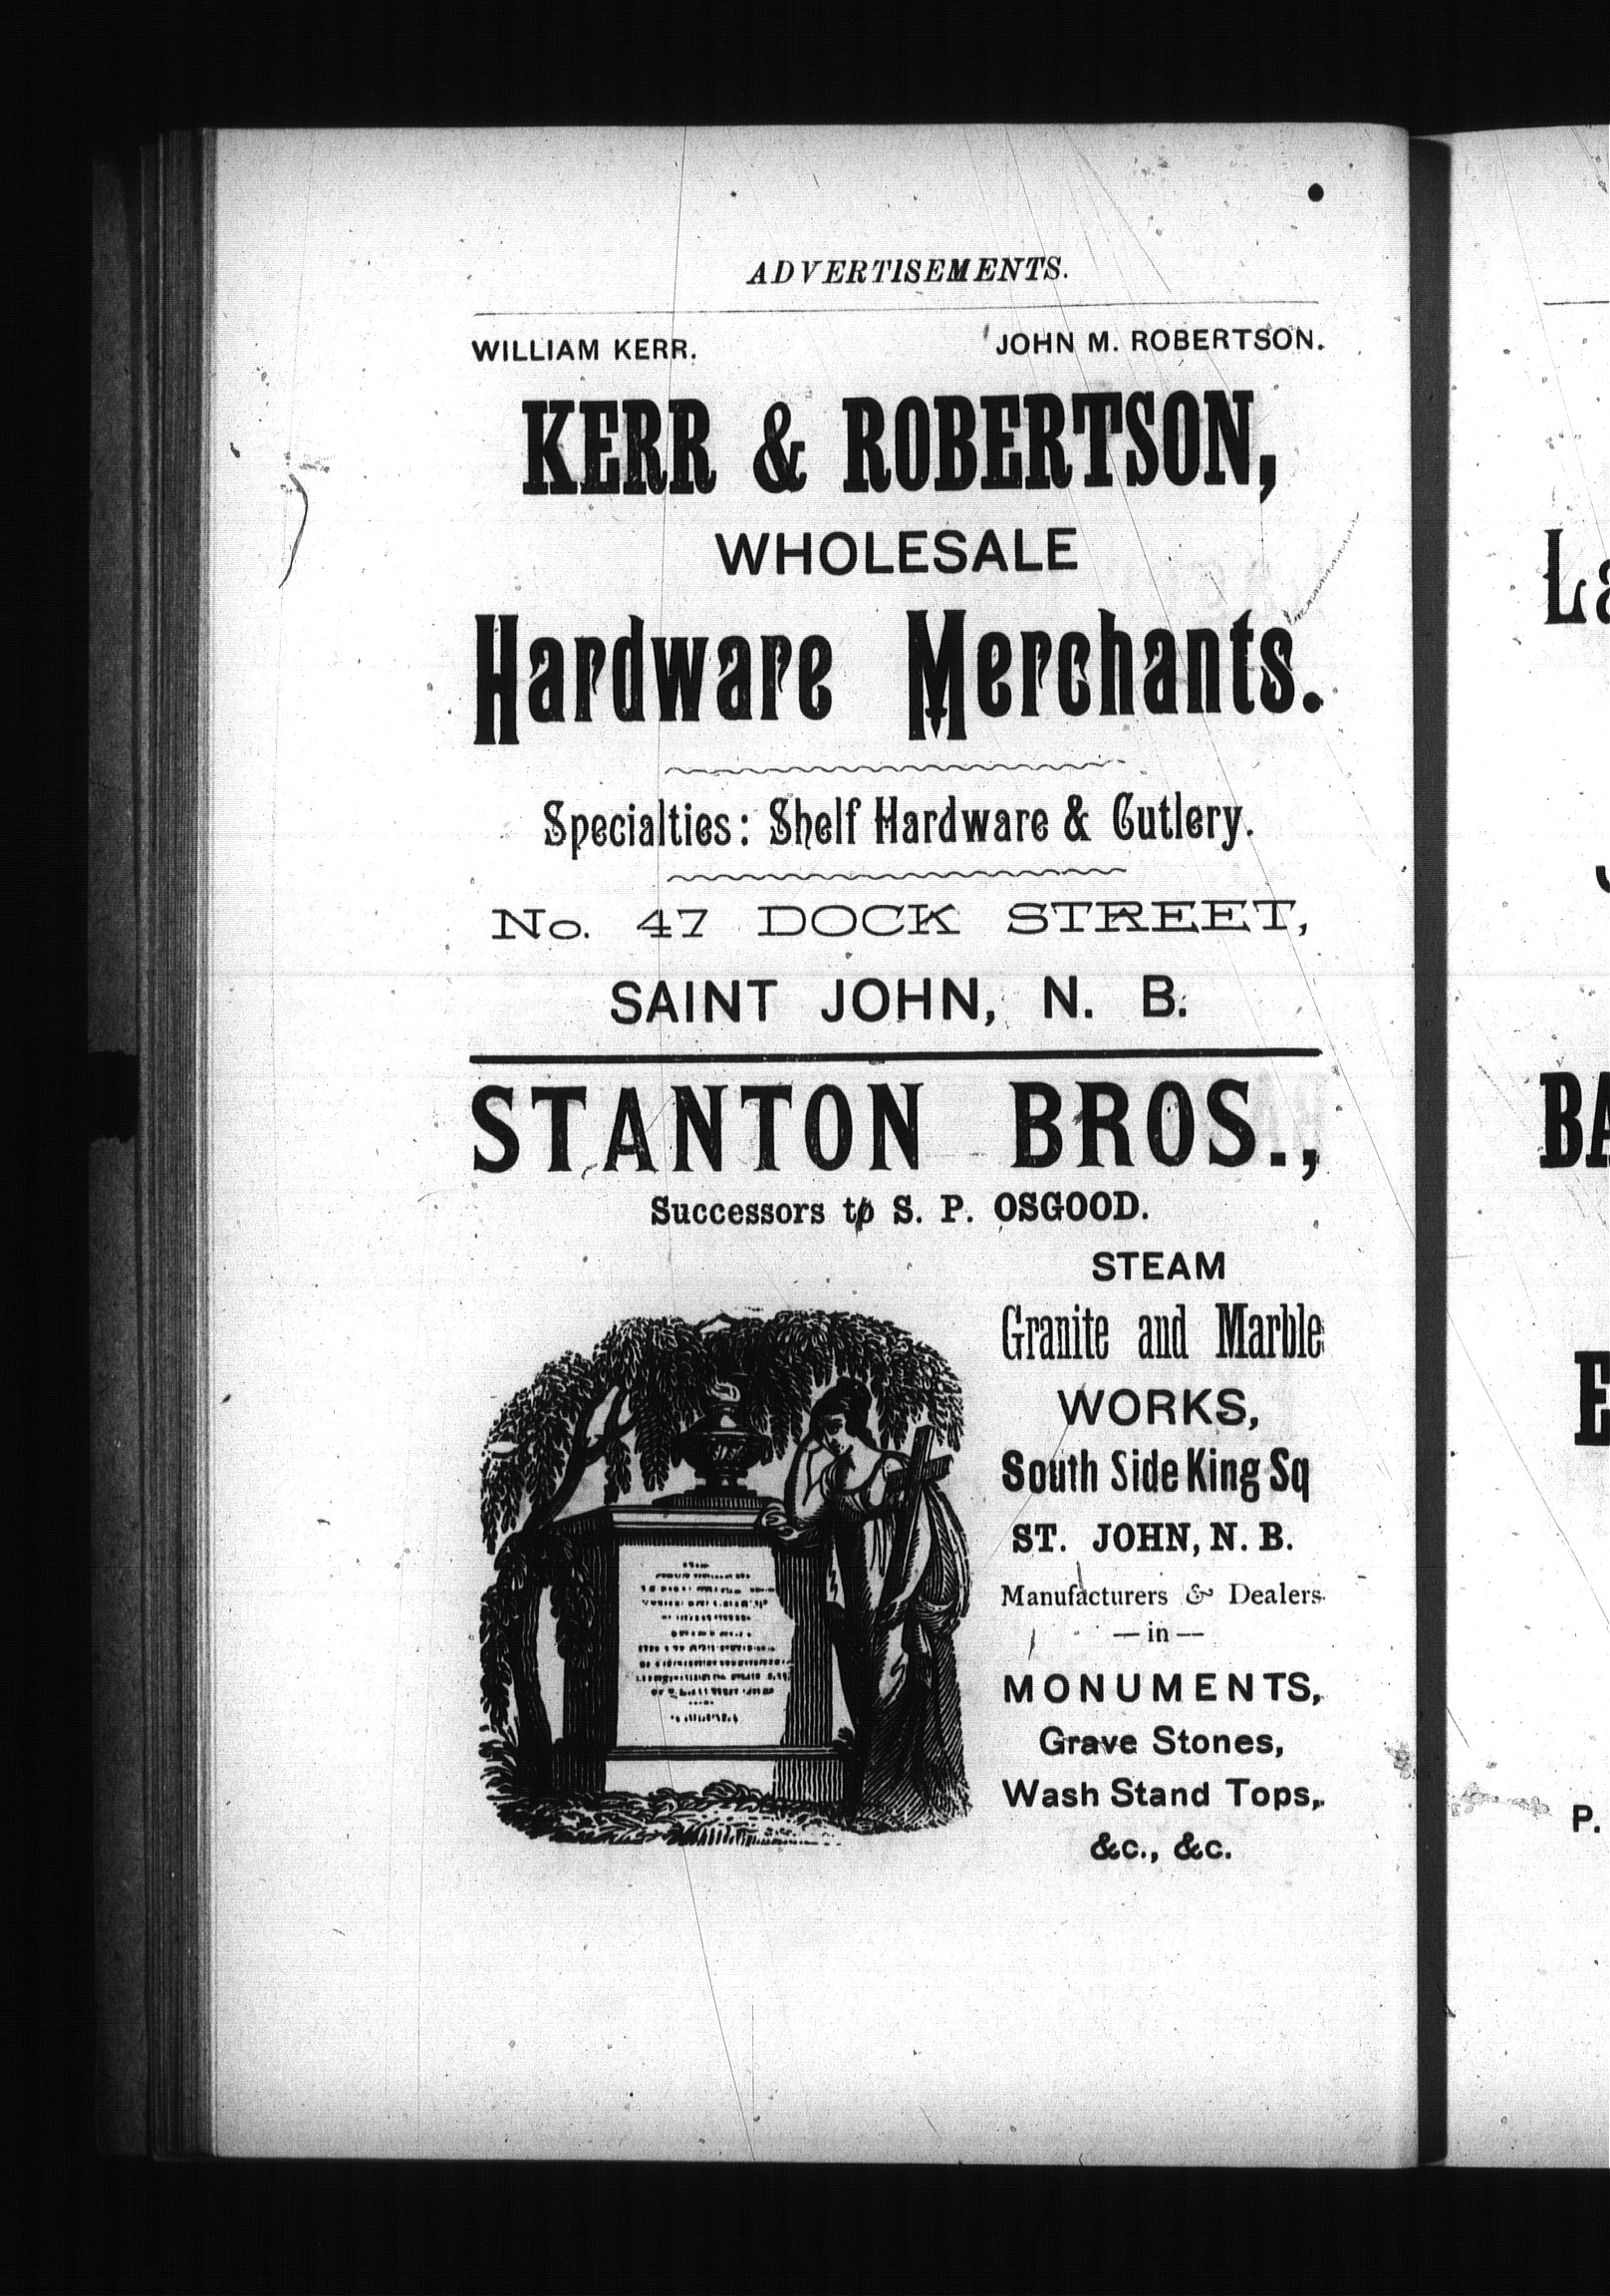 ADVERTISEMENTS.
WILLIAM KERR. JOHN M. ROBERTSON.
KERR & ROBERTSON,
WHOLESALE
Hardware Merchants.
Specialties: Shelf Hardware & Cutlery.
No. 47 DOCK STREET,
SAINT JOHN, N. B.
STANTON BROS.,
Successors to S. P. OSGOOD.
STEAM
Granite and Marble
WORKS,
South Side King Sq
ST. JOHN, N. B.
Manufacturers & Dealers
— in —
MONUMENTS,
Grave Stones,
Wash Stand Tops,
&c., &c.
La
BA
E
P.